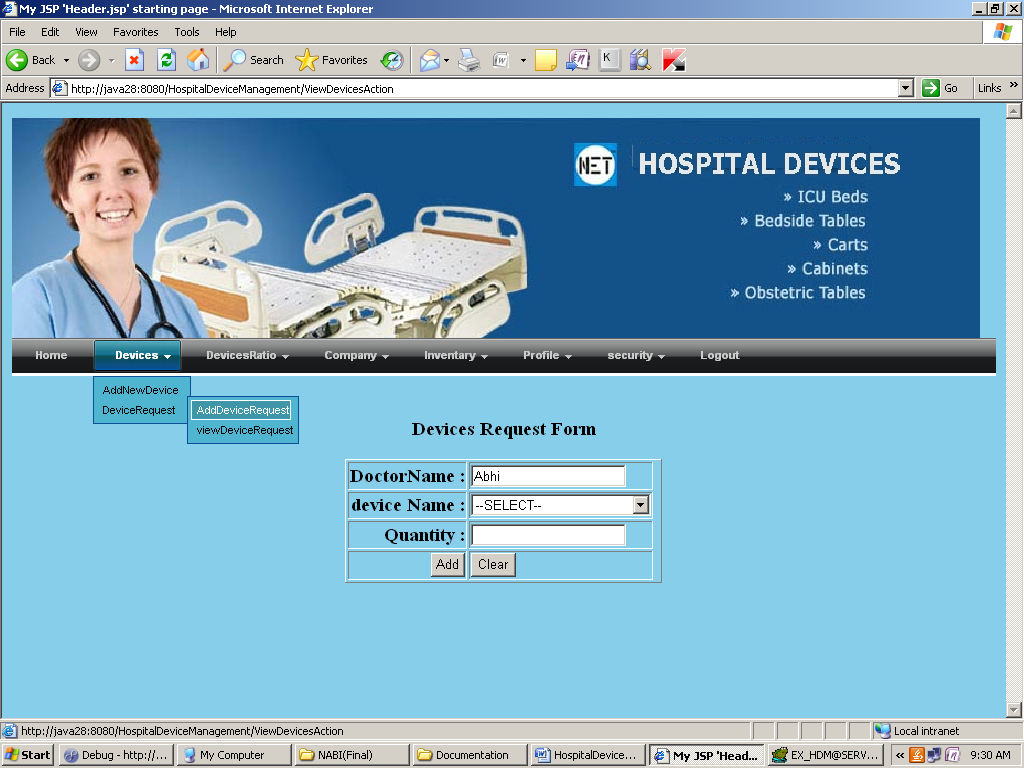 My JSP 'Header.jsp' starting page - Microsoft Internet Explorer
File Edit View Favorites Tools Help
Back Search Favorites
Address http://java28:8080/HospitalDeviceManagement/ViewDevicesAction Go Links »
NET HOSPITAL DEVICES
» ICU Beds
» Bedside Tables
» Carts
» Cabinets
» Obstetric Tables
Home Devices DevicesRatio Company Inventory Profile security Logout
AddNewDevice
DeviceRequest AddDeviceRequest
viewDeviceRequest
Devices Request Form
DoctorName : Abhi
device Name : --SELECT--
Quantity :
Add Clear
http://java28:8080/HospitalDeviceManagement/ViewDevicesAction Local intranet
Start Debug - http://... My Computer NABI(Final) Documentation HospitalDevice... My JSP 'Head... EX_HDM@SERV... « 9:30 AM